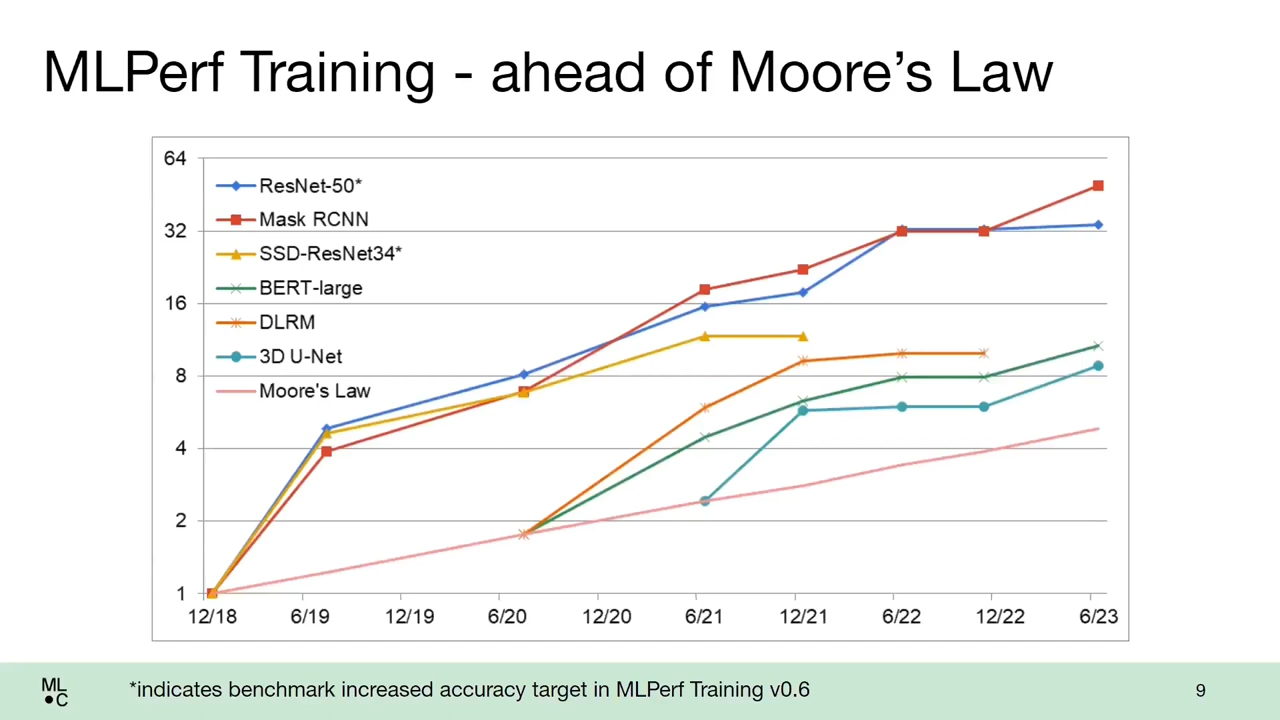 MLPerf Training - ahead of Moore's Law
64
32
16
8
4
2
1
ResNet-50*
Mask RCNN
SSD-ResNet34*
BERT-large
DLRM
3D U-Net
Moore's Law
12/18 6/19 12/19 6/20 12/20 6/21 12/21 6/22 12/22 6/23
ML
C
*indicates benchmark increased accuracy target in MLPerf Training v0.6
9